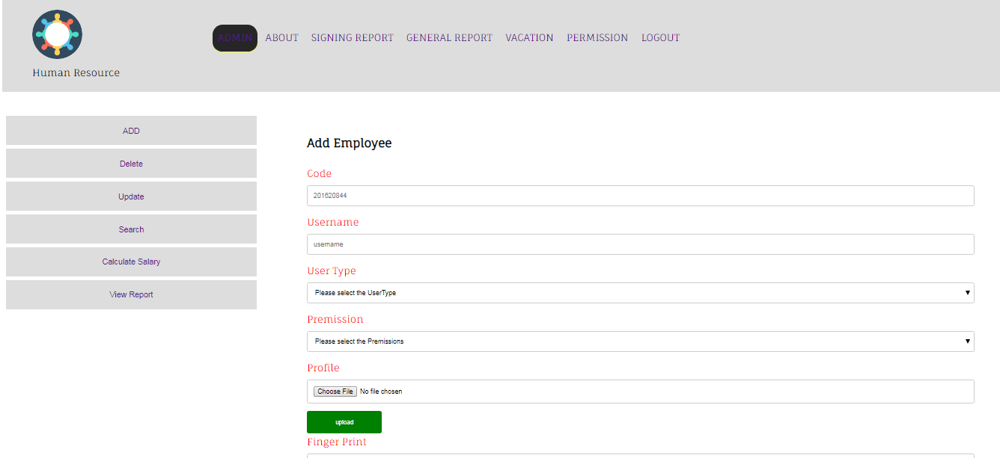 ADMIN ABOUT SIGNING REPORT GENERAL REPORT VACATION PERMISSION LOGOUT
Human Resource
ADD
Delete
Update
Search
Calculate Salary
View Report
Add Employee
Code
201620844
Username
username
User Type
Please select the UserType
Premission
Please select the Premissions
Profile
Choose File No file chosen
upload
Finger Print